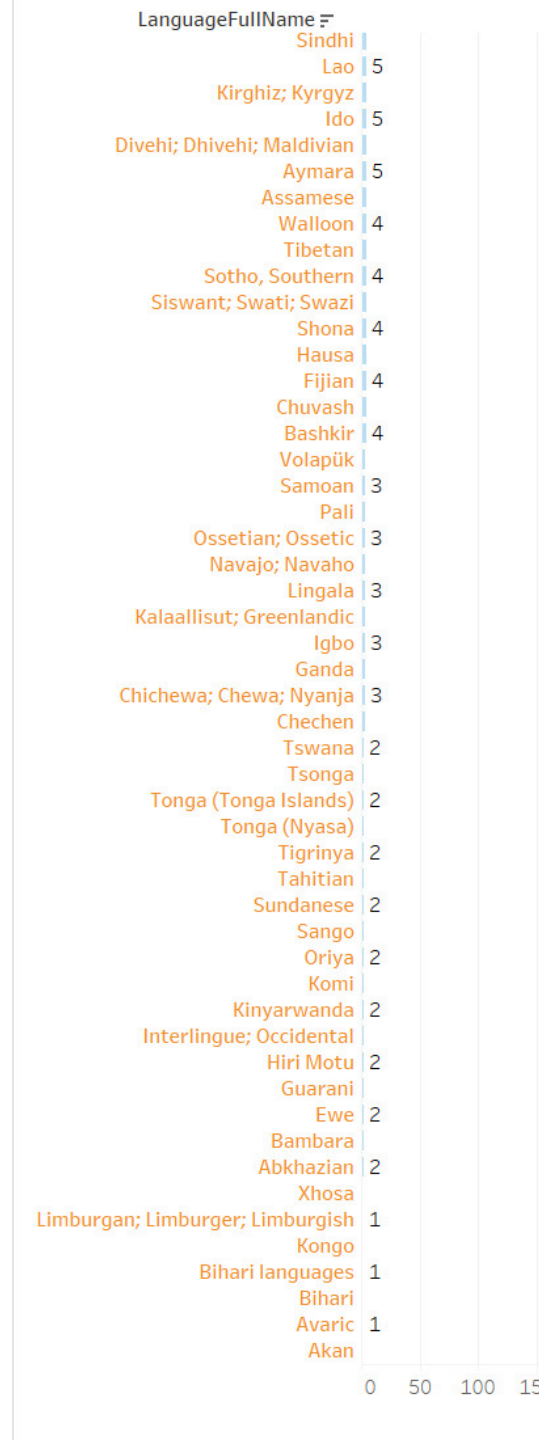 LanguageFullName
Sindhi
Lao 5
Kirghiz; Kyrgyz
Ido 5
Divehi; Dhivehi; Maldivian
Aymara 5
Assamese
Walloon 4
Tibetan
Sotho, Southern 4
Siswant; Swati; Swazi
Shona 4
Hausa
Fijian 4
Chuvash
Bashkir 4
Volapük
Samoan 3
Pali
Ossetian; Ossetic 3
Navajo; Navaho
Lingala 3
Kalaallisut; Greenlandic
Igbo 3
Ganda
Chichewa; Chewa; Nyanja 3
Chechen
Tswana 2
Tsonga
Tonga (Tonga Islands) 2
Tonga (Nyasa)
Tigrinya 2
Tahitian
Sundanese 2
Sango
Oriya 2
Komi
Kinyarwanda 2
Interlingue; Occidental
Hiri Motu 2
Guarani
Ewe 2
Bambara
Abkhazian 2
Xhosa
Limburgan; Limburger; Limburgish 1
Kongo
Bihari languages 1
Bihari
Avaric 1
Akan
0 50 100